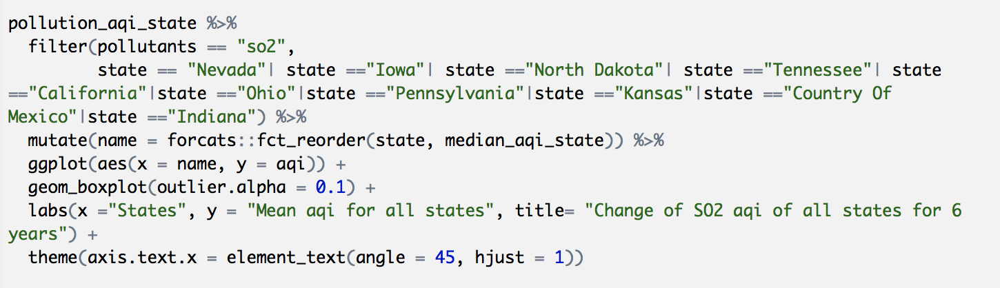 pollution_aqi_state %>%
  filter(pollutants == "so2",
         state == "Nevada"| state =="Iowa"| state =="North Dakota"| state =="Tennessee"| state
=="California"|state =="Ohio"|state =="Pennsylvania"|state =="Kansas"|state =="Country Of
Mexico"|state =="Indiana") %>%
  mutate(name = forcats::fct_reorder(state, median_aqi_state)) %>%
  ggplot(aes(x = name, y = aqi)) +
  geom_boxplot(outlier.alpha = 0.1) +
  labs(x ="States", y = "Mean aqi for all states", title= "Change of SO2 aqi of all states for 6
years") +
  theme(axis.text.x = element_text(angle = 45, hjust = 1))